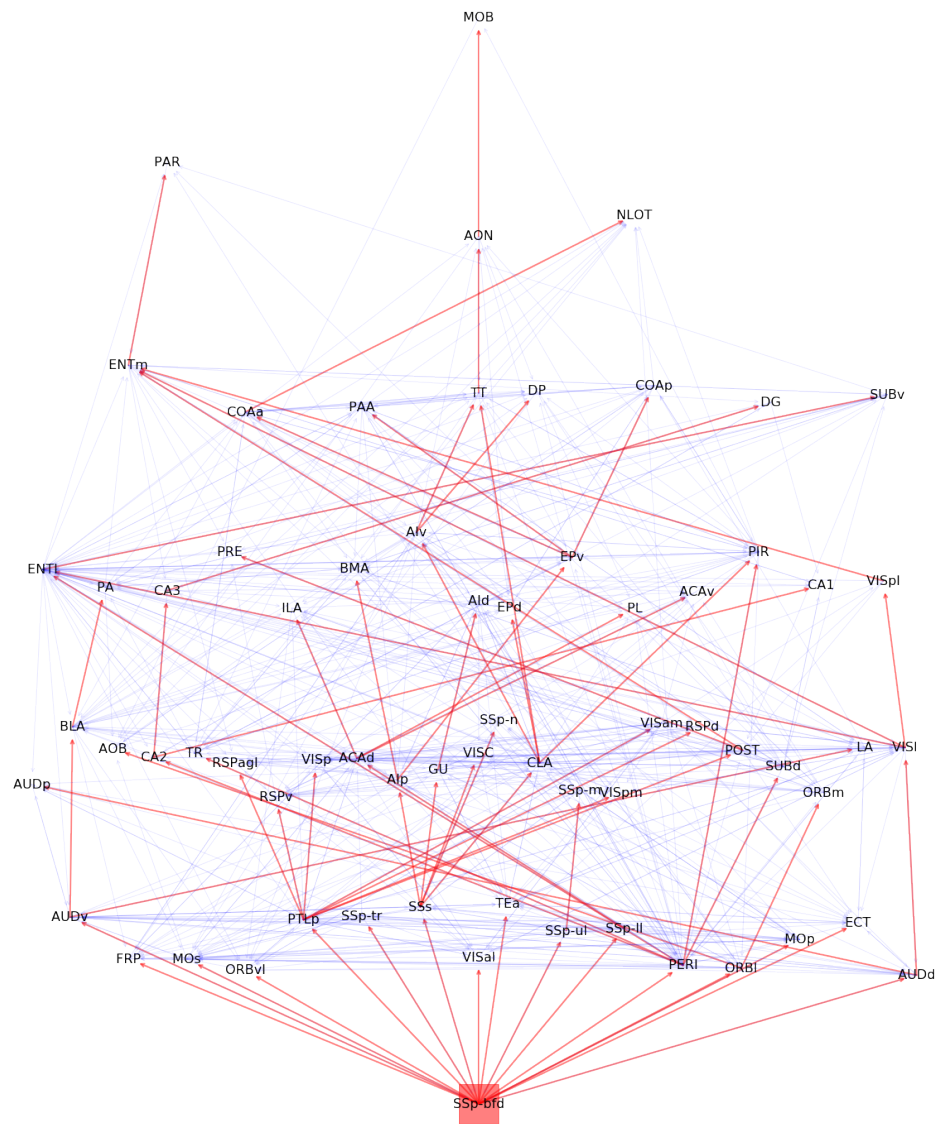 MOB
PAR
NLOT
AON
ENTm
COAp
DP
TT
SUBv
DG
PAA
COAa
AIv
PRE
PIR
EPv
ENTl
BMA
VISpl
CA1
PA
CA3
ACAv
AId
ILA
EPd
PL
SSp-n
VISam
RSPd
BLA
AOB
TR
VISC
POST
LA
VISl
CA2
RSPagl
VISp
ACAd
CLA
SUBd
GU
AIp
AUDp
RSPv
SSp-m
VISpm
ORBm
TEa
SSs
AUDv
PTLp
SSp-tr
ECT
SSp-ul
SSp-ll
MOp
FRP
MOs
ORBvl
VISal
PERI
ORBl
AUDd
SSp-bfd